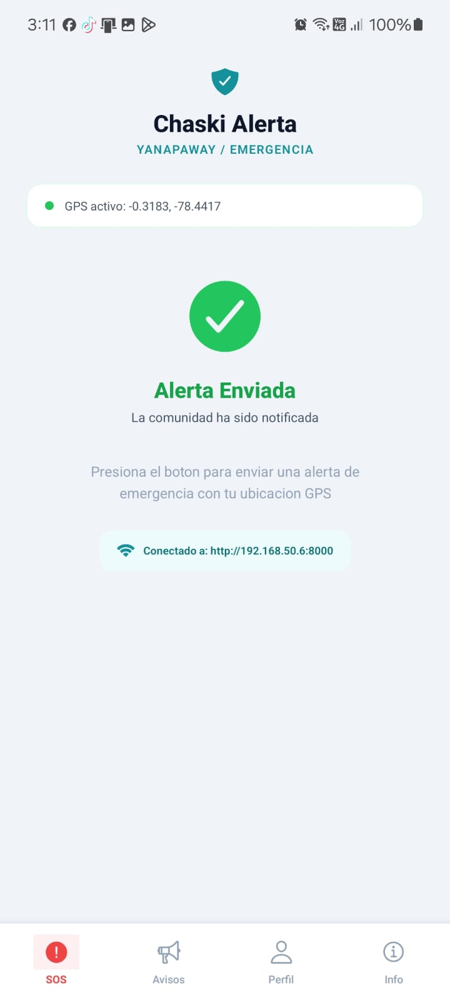 3:11 100%
Voz 4G
Chaski Alerta
YANAPAWAY / EMERGENCIA
GPS activo: -0.3183, -78.4417
Alerta Enviada
La comunidad ha sido notificada
Presiona el boton para enviar una alerta de
emergencia con tu ubicacion GPS
Conectado a: http://192.168.50.6:8000
SOS Avisos Perfil Info